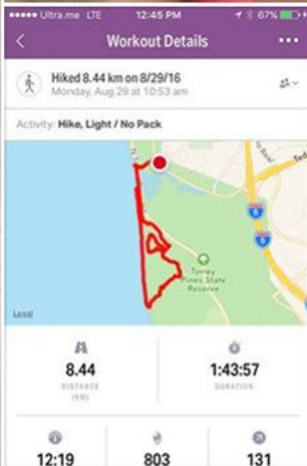 Ultra.me LTE 12:45 PM 67%
Workout Details
Hiked 8.44 km on 8/29/16
Monday, Aug 29 at 10:53 am
Activity: Hike, Light / No Pack
5
5
Torrey
Pines State
Reserve
Legal
8.44 1:43:57
DISTANCE DURATION
(KM)
12:19 803 131